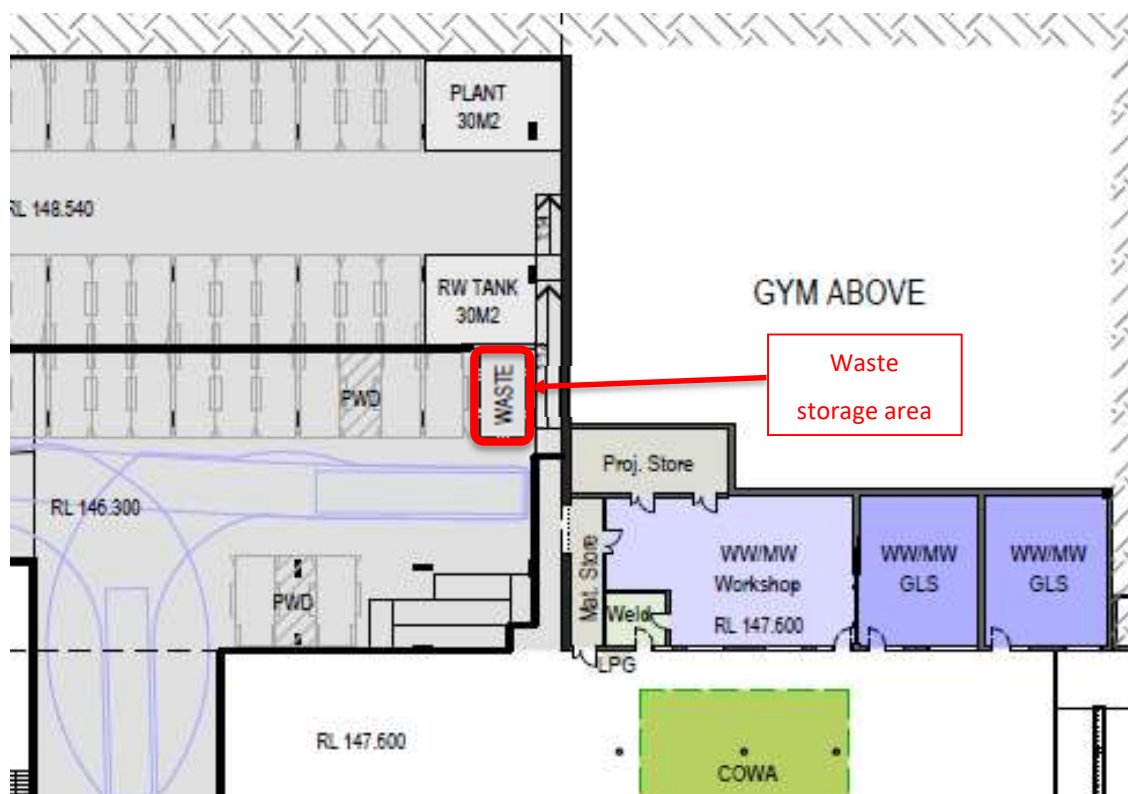 PLANT
30M2
RL 148.540
RW TANK
30M2
GYM ABOVE
Waste
storage area
WASTE
PWD
Proj. Store
RL 146.300
Mat. Store
WW/MW
Workshop
RL 147.600
WW/MW
GLS
WW/MW
GLS
Weld
PWD
LPG
RL 147.600
COWA